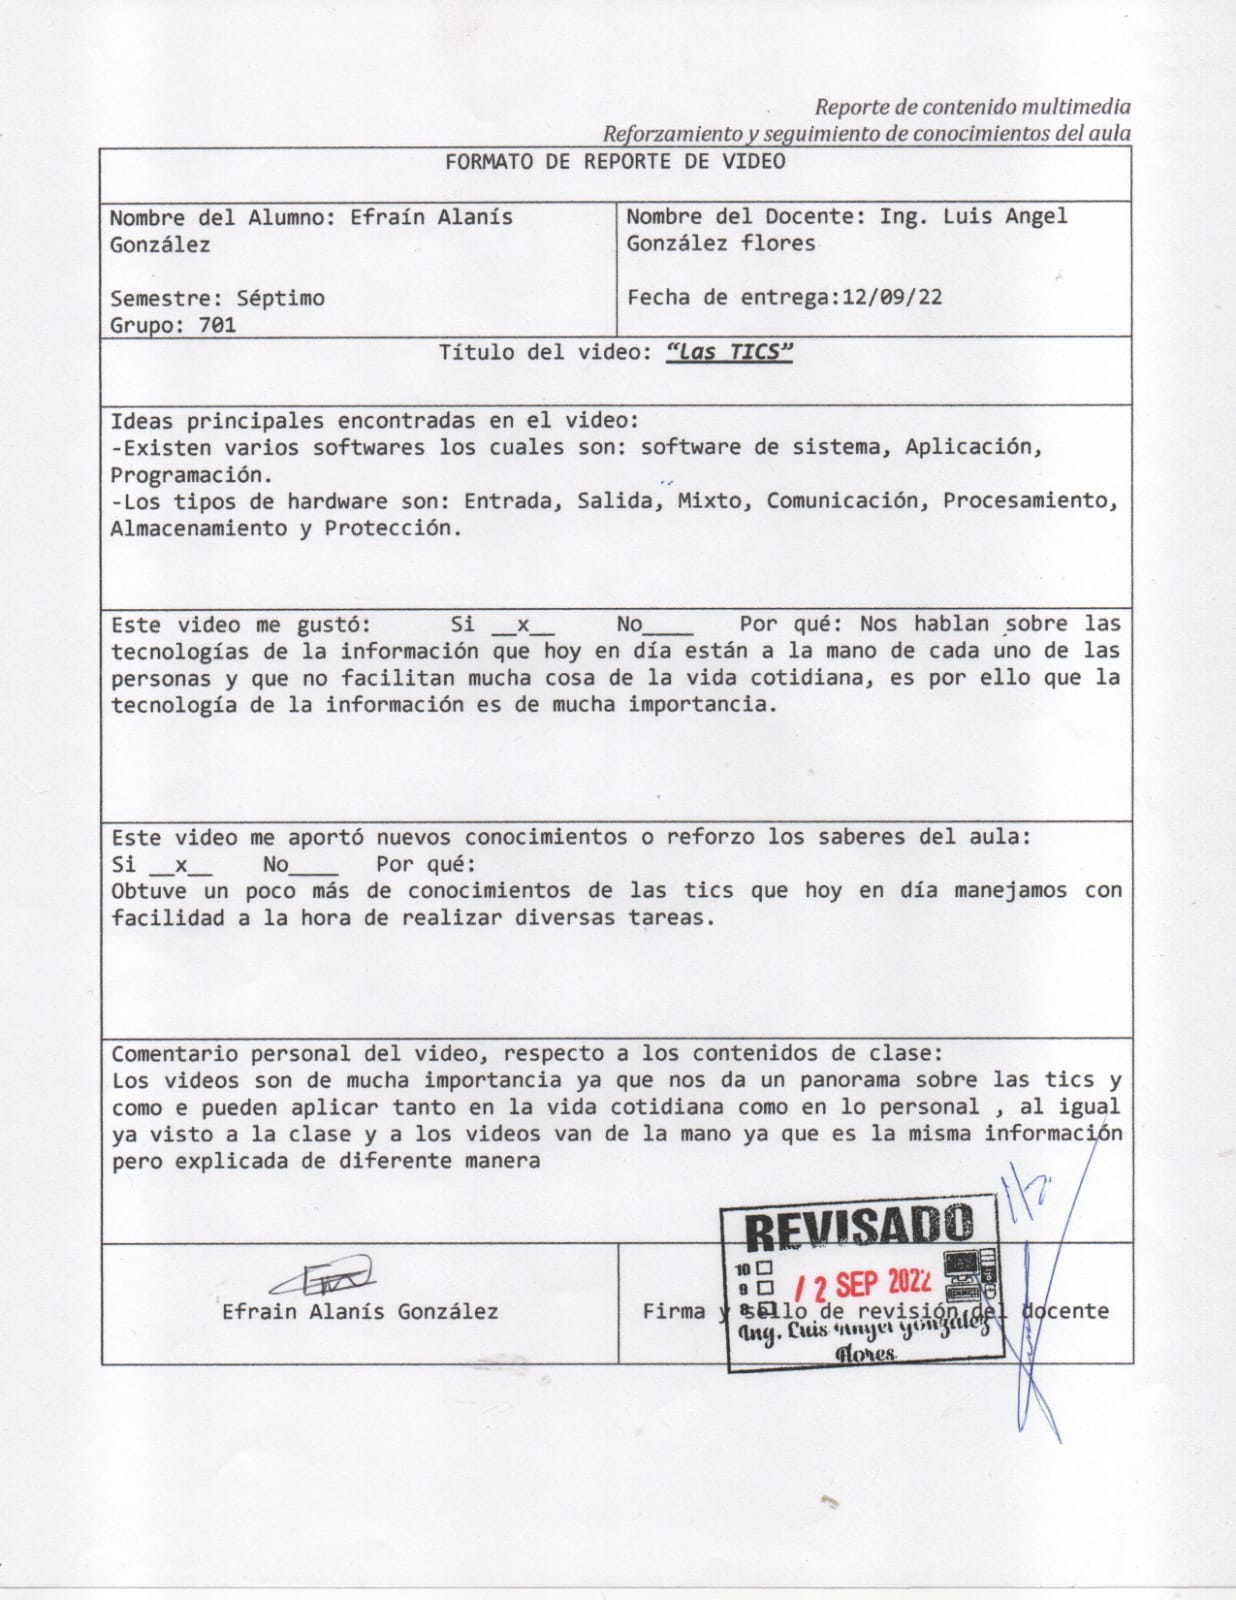 Reporte de contenido multimedia
Reforzamiento y seguimiento de conocimientos del aula
FORMATO DE REPORTE DE VIDEO
Nombre del Alumno: Efraín Alanís
González
Semestre: Séptimo
Grupo: 701
Nombre del Docente: Ing. Luis Angel
González flores
Fecha de entrega:12/09/22
Título del video: “Las TICS”
Ideas principales encontradas en el video:
-Existen varios softwares los cuales son: software de sistema, Aplicación,
Programación.
-Los tipos de hardware son: Entrada, Salida, Mixto, Comunicación, Procesamiento,
Almacenamiento y Protección.
Este video me gustó: Si __x__ No____ Por qué: Nos hablan sobre las
tecnologías de la información que hoy en día están a la mano de cada uno de las
personas y que no facilitan mucha cosa de la vida cotidiana, es por ello que la
tecnología de la información es de mucha importancia.
Este video me aportó nuevos conocimientos o reforzo los saberes del aula:
Si __x__ No____ Por qué:
Obtuve un poco más de conocimientos de las tics que hoy en día manejamos con
facilidad a la hora de realizar diversas tareas.
Comentario personal del video, respecto a los contenidos de clase:
Los videos son de mucha importancia ya que nos da un panorama sobre las tics y
como e pueden aplicar tanto en la vida cotidiana como en lo personal , al igual
ya visto a la clase y a los videos van de la mano ya que es la misma información
pero explicada de diferente manera
Efrain Alanís González
REVISADO
10
9
8
12 SEP 2022
Firma y sello de revisión del docente
Ing. Luis Angel González
Flores